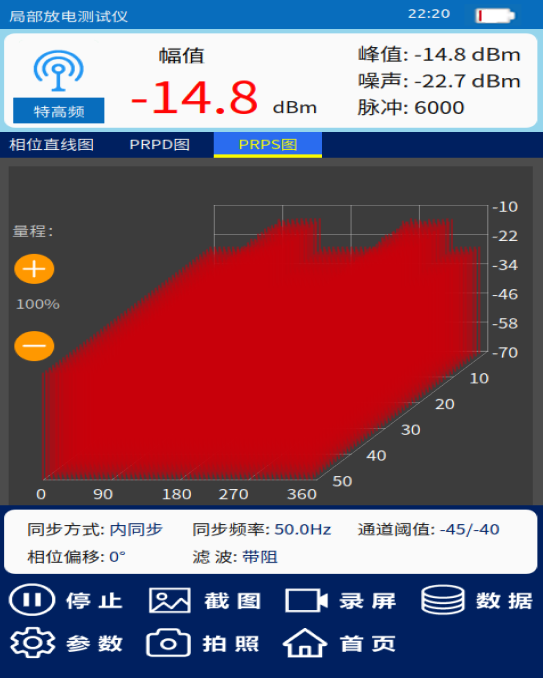 局部放电测试仪 22:20
幅值
特高频
-14.8 dBm
峰值: -14.8 dBm
噪声: -22.7 dBm
脉冲: 6000
相位直线图 PRPD图 PRPS图
量程:
100%
-10
-22
-34
-46
-58
-70
10
20
30
40
50
0 90 180 270 360
同步方式: 内同步 同步频率: 50.0Hz 通道阈值: -45/-40
相位偏移: 0° 滤 波: 带阻
停止 截图 录屏 数据
参数 拍照 首页